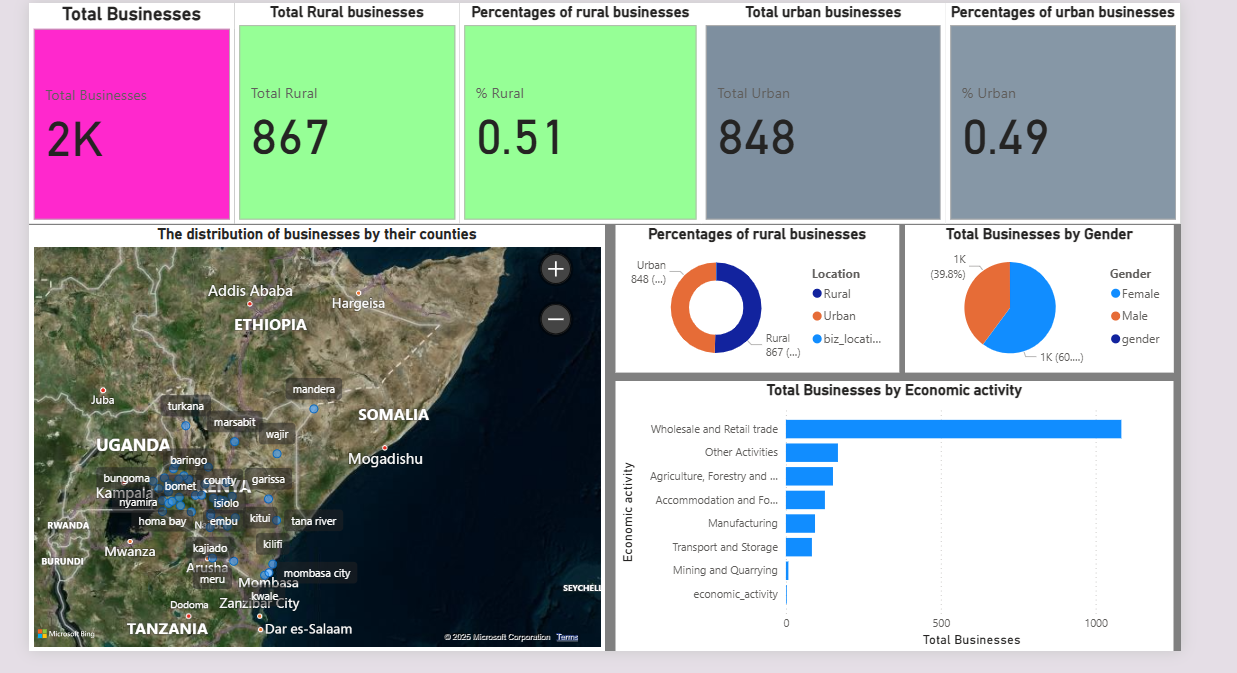 Total Businesses
Total Rural businesses
Percentages of rural businesses
Total urban businesses
Percentages of urban businesses
Total Businesses
2K
Total Rural
867
% Rural
0.51
Total Urban
848
% Urban
0.49
The distribution of businesses by their counties
Addis Ababa
Hargeisa
ETHIOPIA
mandera
Juba
turkana
SOMALIA
marsabit
wajir
UGANDA
Mogadishu
baringo
bungoma
county
garissa
bomet
Kampala
KENYA
nyamira
isiolo
homa bay
embu
kitui
tana river
RWANDA
Mwanza
kajiado
kilifi
BURUNDI
Arusha
meru
mombasa city
Mombasa
SEYCHELL
kwale
Dodoma
Zanzibar City
TANZANIA
Dar es-Salaam
Microsoft Bing
© 2025 Microsoft Corporation Terms
Percentages of rural businesses
Urban
848 (...)
Rural
867 (...)
Location
Rural
Urban
biz_locati...
Total Businesses by Gender
1K
(39.8%)
1K (60....)
Gender
Female
Male
gender
Total Businesses by Economic activity
Economic activity
Wholesale and Retail trade
Other Activities
Agriculture, Forestry and ...
Accommodation and Fo...
Manufacturing
Transport and Storage
Mining and Quarrying
economic_activity
0
500
1000
Total Businesses